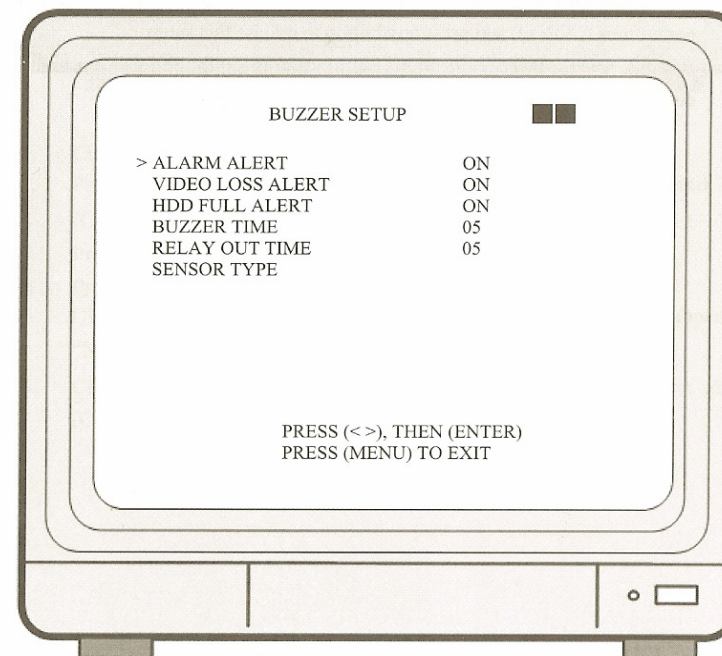 BUZZER SETUP
> ALARM ALERT ON
VIDEO LOSS ALERT ON
HDD FULL ALERT ON
BUZZER TIME 05
RELAY OUT TIME 05
SENSOR TYPE
PRESS (< >), THEN (ENTER)
PRESS (MENU) TO EXIT